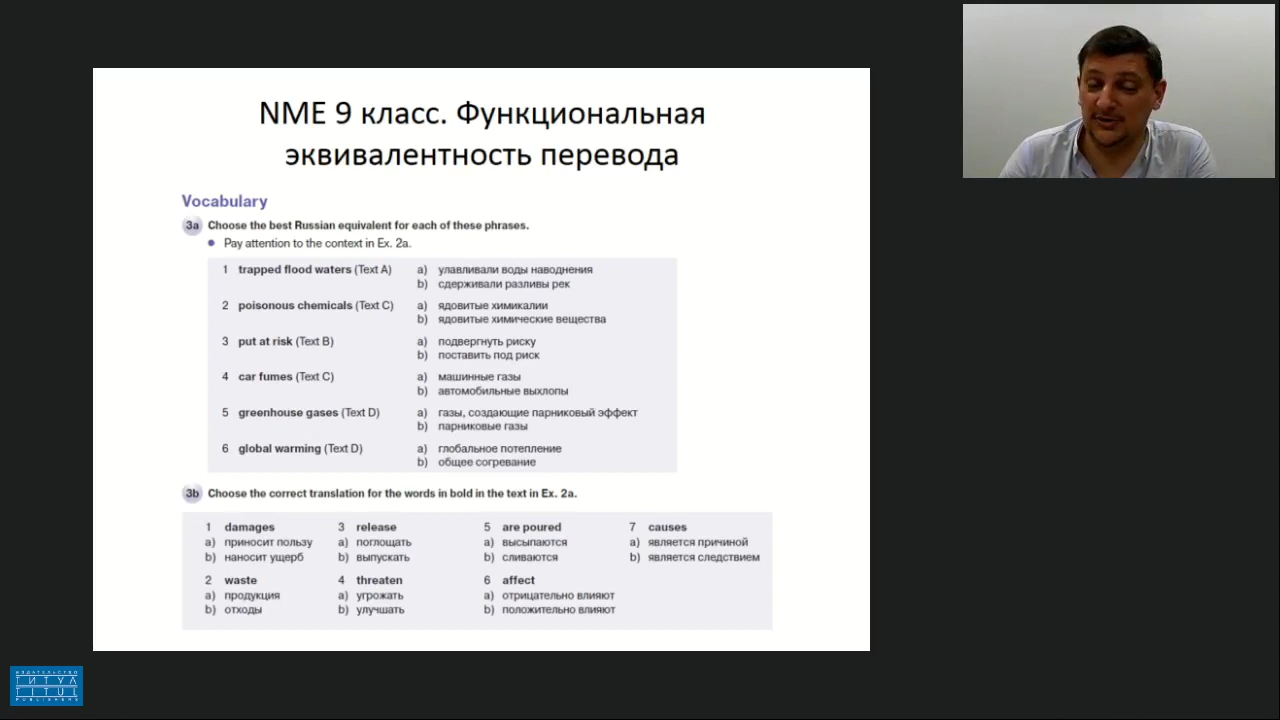 NME 9 класс. Функциональная
эквивалентность перевода
Vocabulary
3a Choose the best Russian equivalent for each of these phrases.
• Pay attention to the context in Ex. 2a.
1 trapped flood waters (Text A) a) улавливали воды наводнения
b) сдерживали разливы рек
2 poisonous chemicals (Text C) a) ядовитые химикалии
b) ядовитые химические вещества
3 put at risk (Text B) a) подвергнуть риску
b) поставить под риск
4 car fumes (Text C) a) машинные газы
b) автомобильные выхлопы
5 greenhouse gases (Text D) a) газы, создающие парниковый эффект
b) парниковые газы
6 global warming (Text D) a) глобальное потепление
b) общее согревание
3b Choose the correct translation for the words in bold in the text in Ex. 2a.
1 damages 3 release 5 are poured 7 causes
a) приносит пользу a) поглощать a) высыпаются a) является причиной
b) наносит ущерб b) выпускать b) сливаются b) является следствием
2 waste 4 threaten 6 affect
a) продукция a) угрожать a) отрицательно влияют
b) отходы b) улучшать b) положительно влияют
ИЗДАТЕЛЬСТВО
ТИТУЛ
TITUL
PUBLISHERS